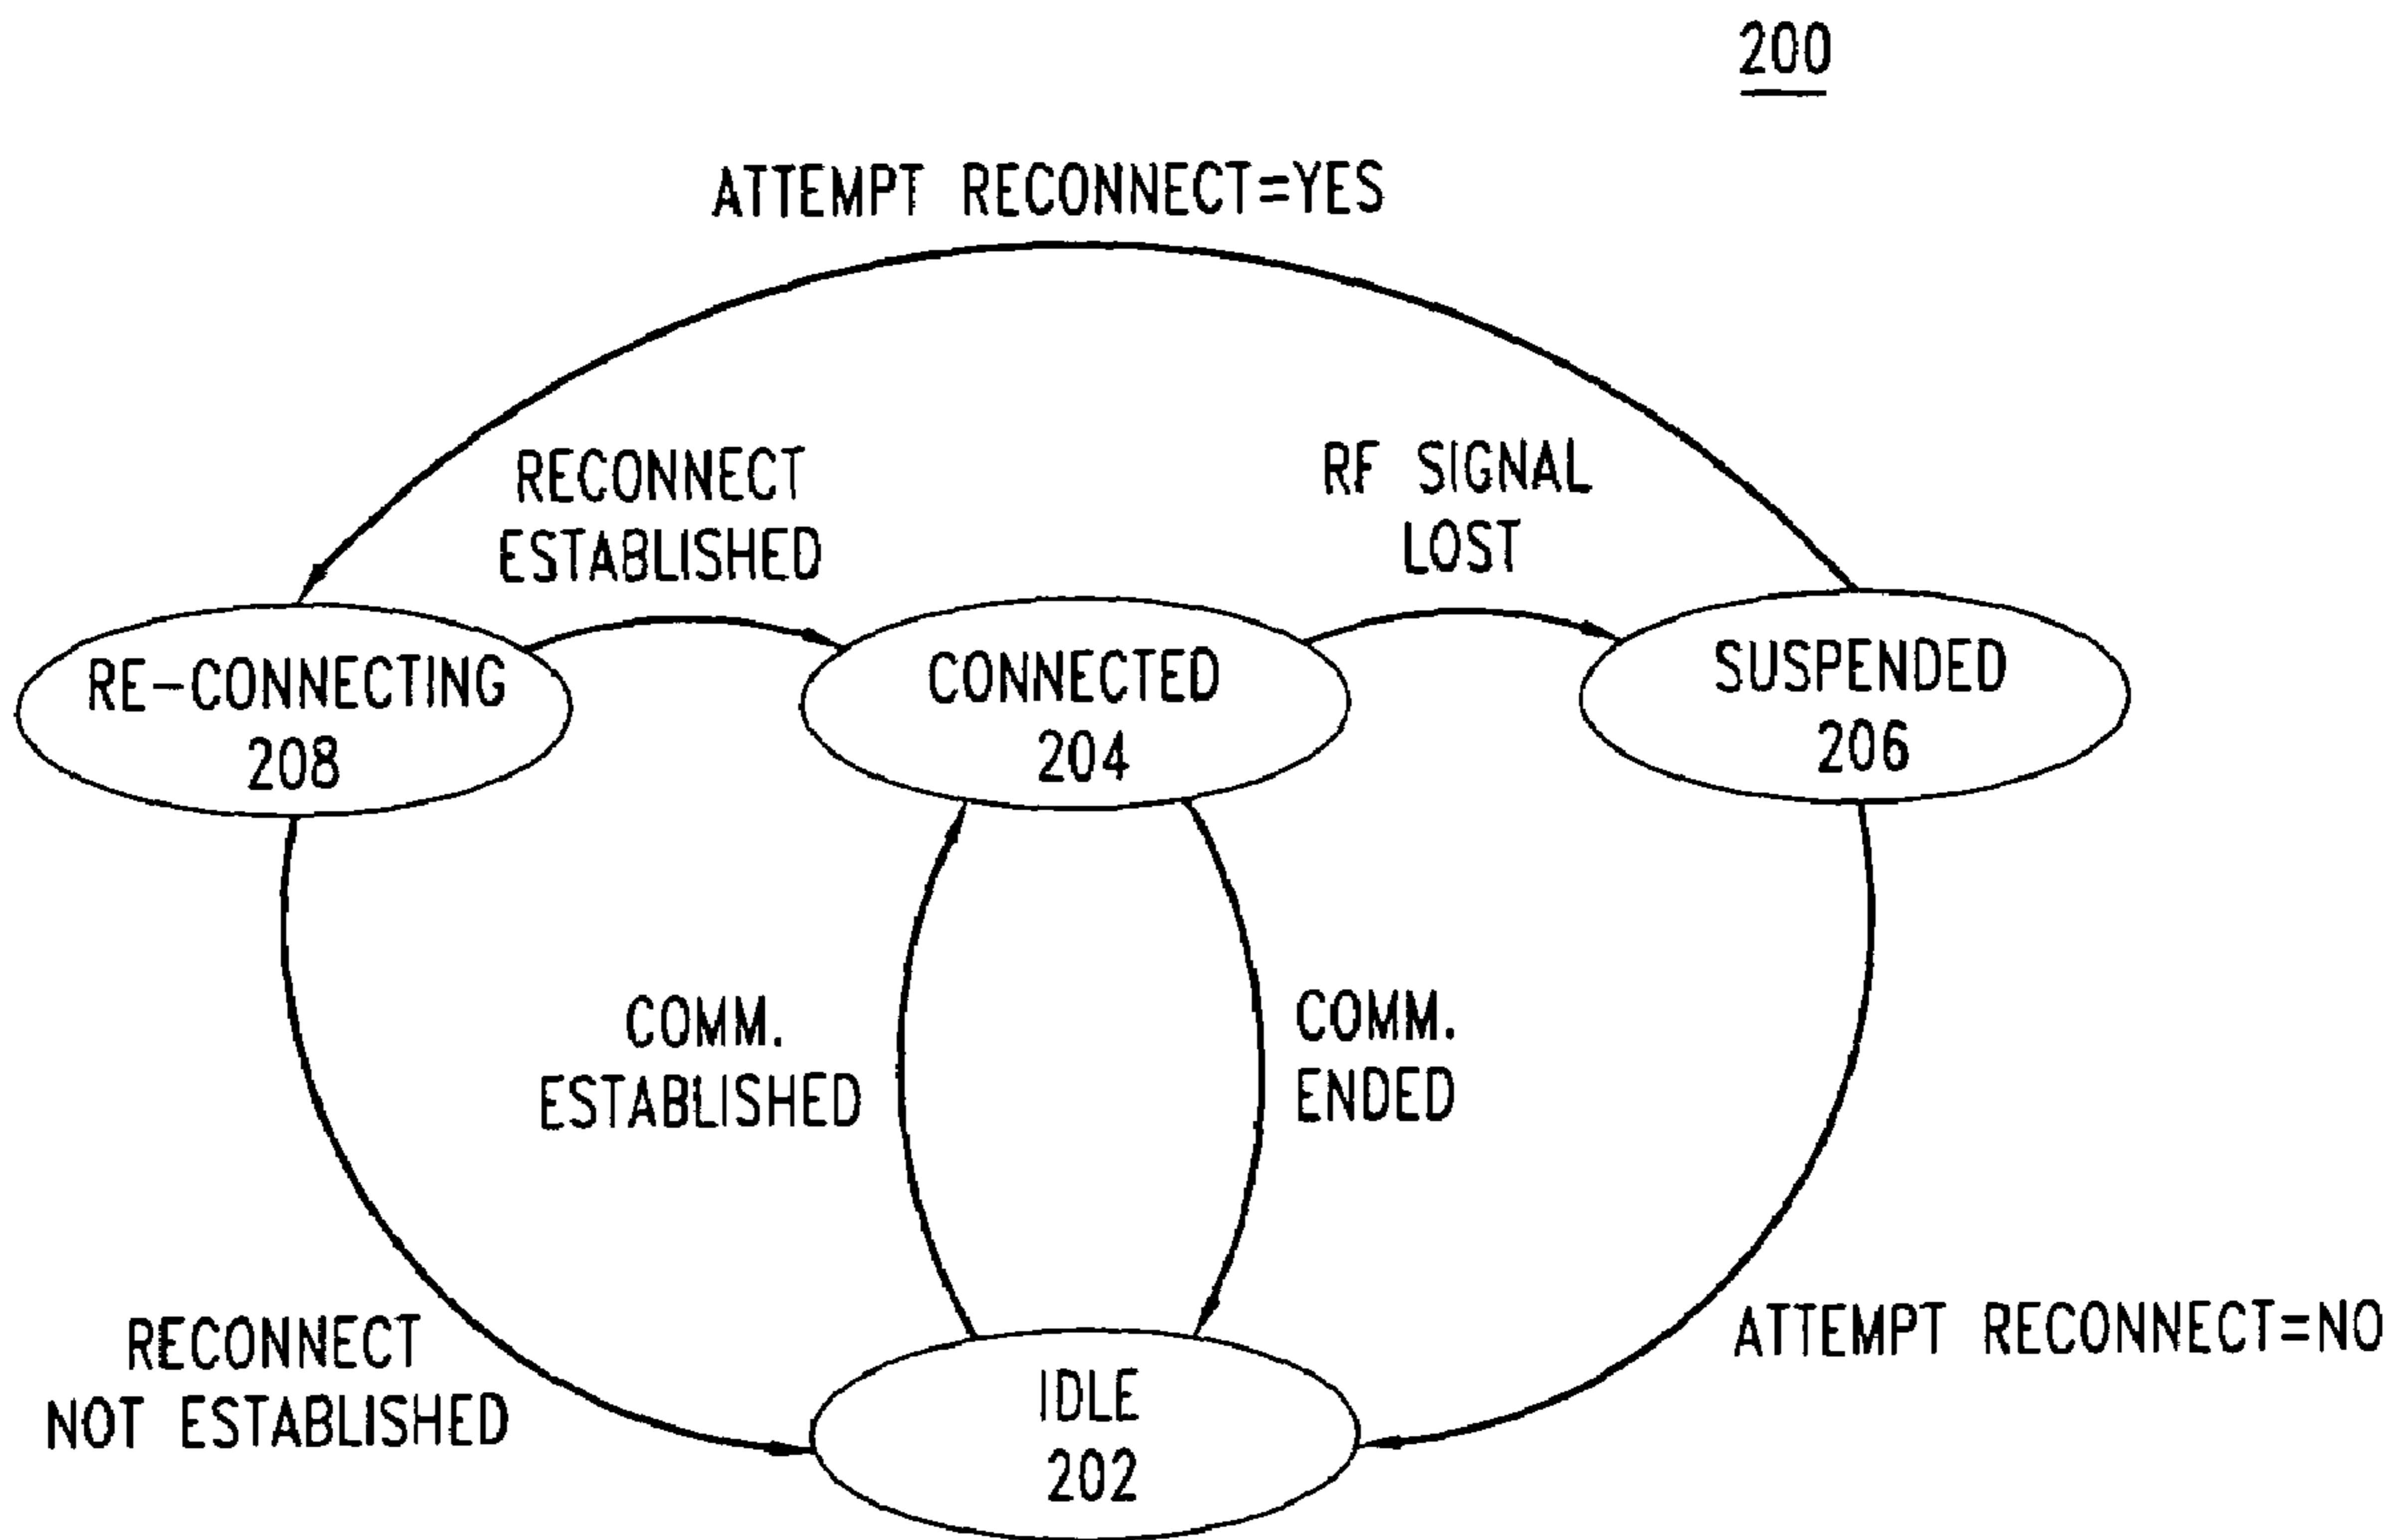 200
ATTEMPT RECONNECT=YES
RECONNECT
ESTABLISHED
RF SIGNAL
LOST
RE-CONNECTING
208
CONNECTED
204
SUSPENDED
206
COMM.
ESTABLISHED
COMM.
ENDED
RECONNECT
NOT ESTABLISHED
ATTEMPT RECONNECT=NO
IDLE
202